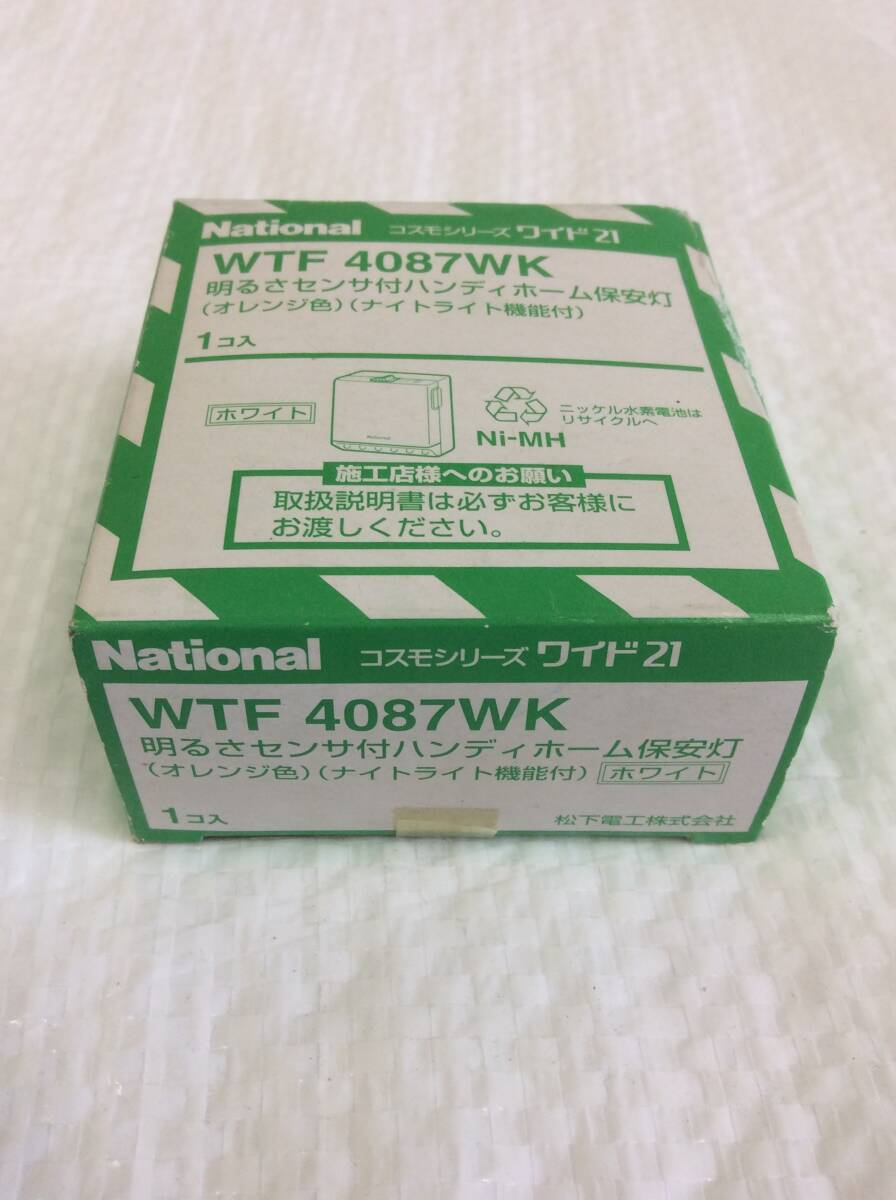 National コスモシリーズ ワイド21
WTF 4087WK
明るさセンサ付ハンディホーム保安灯
(オレンジ色)(ナイトライト機能付)
1コ入
ホワイト
National
Ni-MH
ニッケル水素電池は
リサイクルへ
施工店様へのお願い
取扱説明書は必ずお客様に
お渡しください。
National コスモシリーズ ワイド21
WTF 4087WK
明るさセンサ付ハンディホーム保安灯
(オレンジ色)(ナイトライト機能付) ホワイト
1コ入
松下電工株式会社